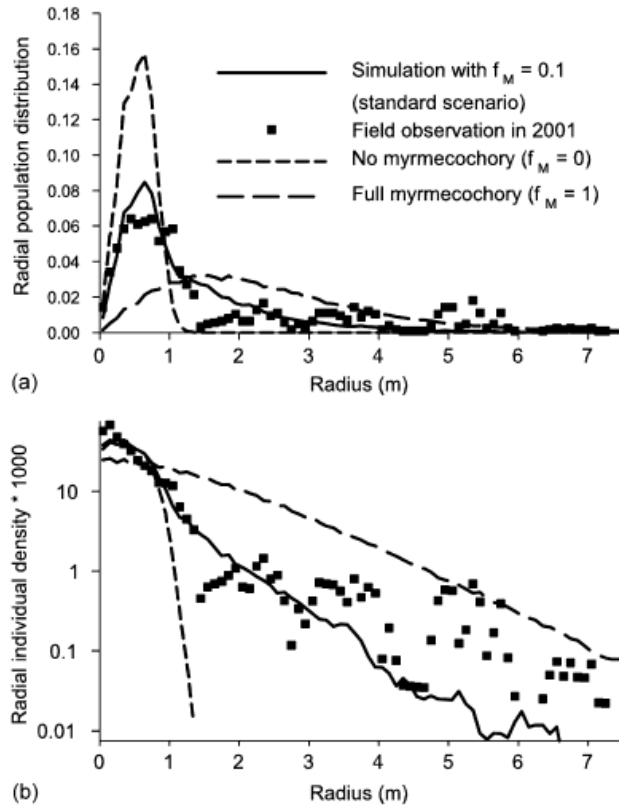 0.18
0.16
0.14
0.12
0.10
0.08
0.06
0.04
0.02
0.00
Radial population distribution
Simulation with f M = 0.1
(standard scenario)
Field observation in 2001
No myrmecochory (f M = 0)
Full myrmecochory (f M = 1)
0 1 2 3 4 5 6 7
(a)
Radius (m)
10
1
0.1
0.01
Radial individual density * 1000
0 1 2 3 4 5 6 7
(b)
Radius (m)